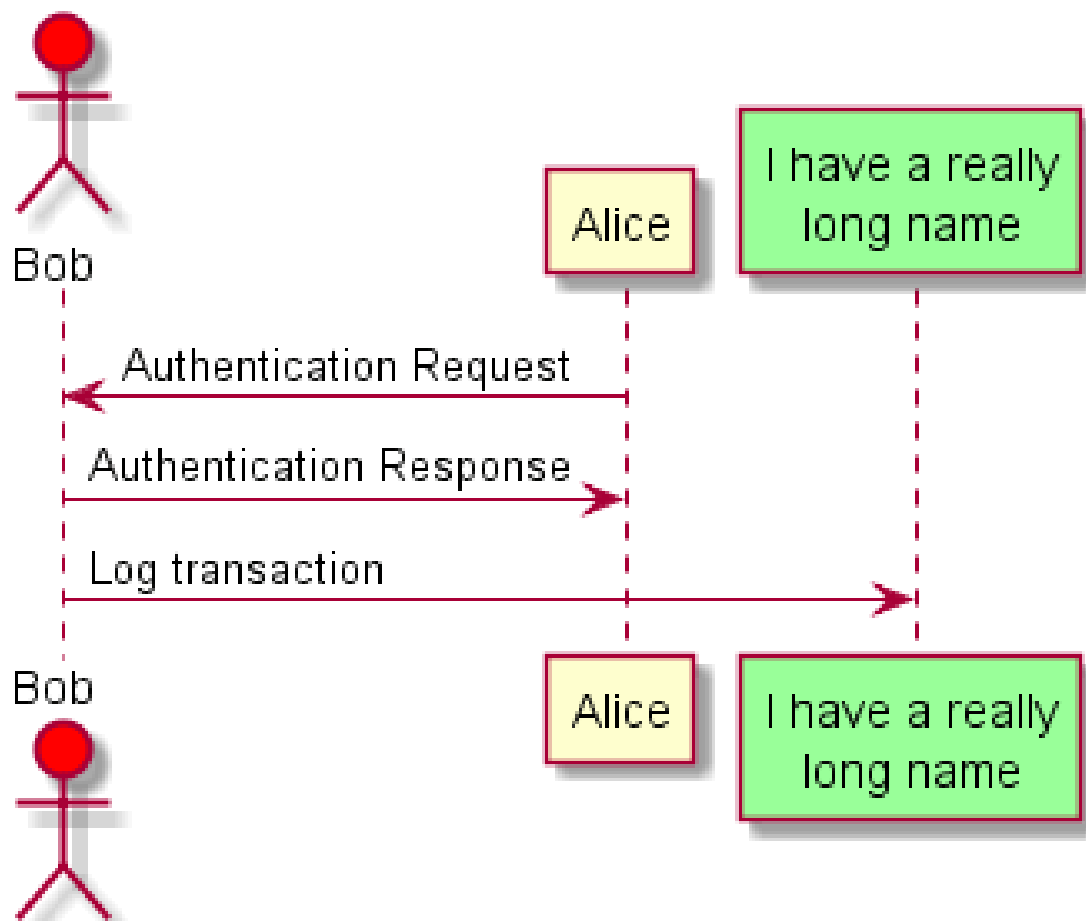 I have a really
long name
Alice
Bob
Authentication Request
Authentication Response
Log transaction
Bob
Alice
I have a really
long name